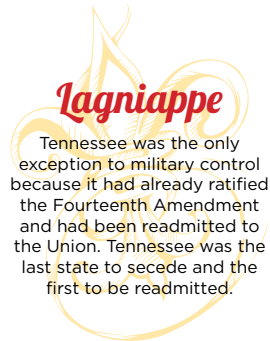 Lagniappe
Tennessee was the only
exception to military control
because it had already ratified
the Fourteenth Amendment
and had been readmitted to
the Union. Tennessee was the
last state to secede and the
first to be readmitted.